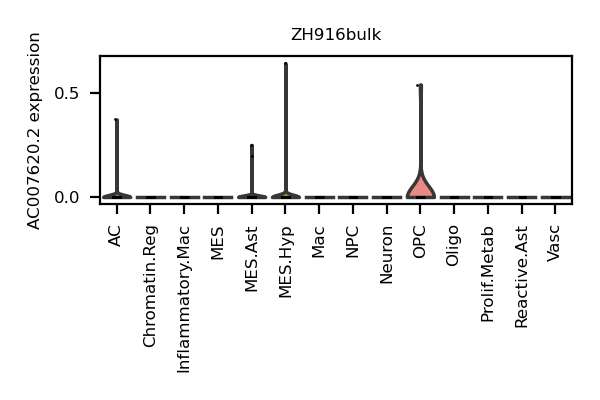 ZH916bulk
AC007620.2 expression
0.5
0.0
AC
Chromatin.Reg
Inflammatory.Mac
MES
MES.Ast
MES.Hyp
Mac
NPC
Neuron
OPC
Oligo
Prolif.Metab
Reactive.Ast
Vasc